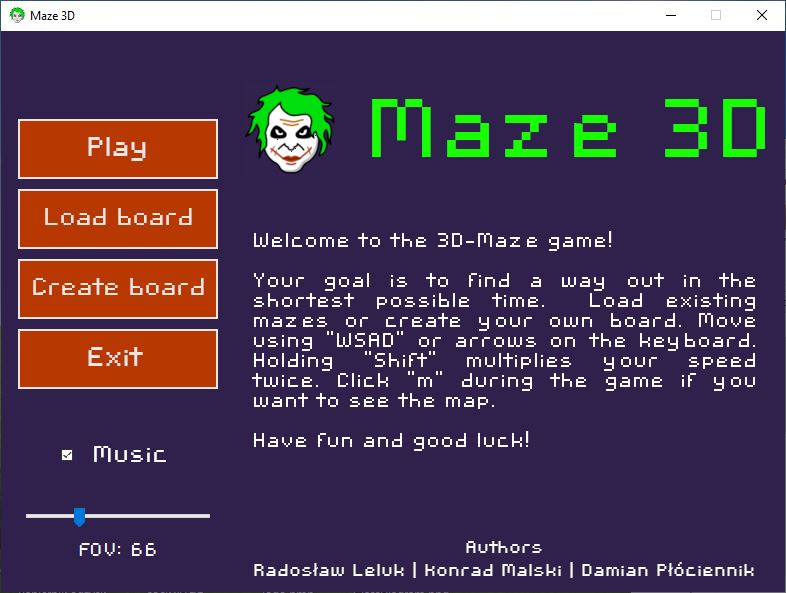 Maze 3D
Maze 3D
Play
Load board
Create board
Exit
Music
FOV: 66
Welcome to the 3D-Maze game!
Your goal is to find a way out in the
shortest possible time. Load existing
mazes or create your own board. Move
using "WSAD" or arrows on the keyboard.
Holding "Shift" multiplies your speed
twice. Click "m" during the game if you
want to see the map.
Have fun and good luck!
Authors
Radosław Leluk | Konrad Malski | Damian Płóciennik